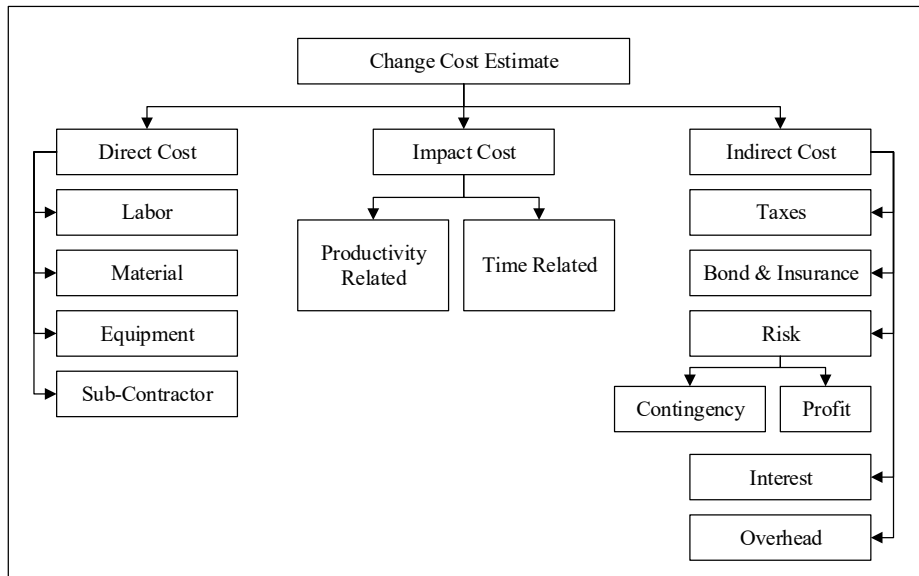 Change Cost Estimate
Direct Cost
Impact Cost
Indirect Cost
Labor
Material
Equipment
Sub-Contractor
Productivity
Related
Time Related
Taxes
Bond & Insurance
Risk
Contingency
Profit
Interest
Overhead